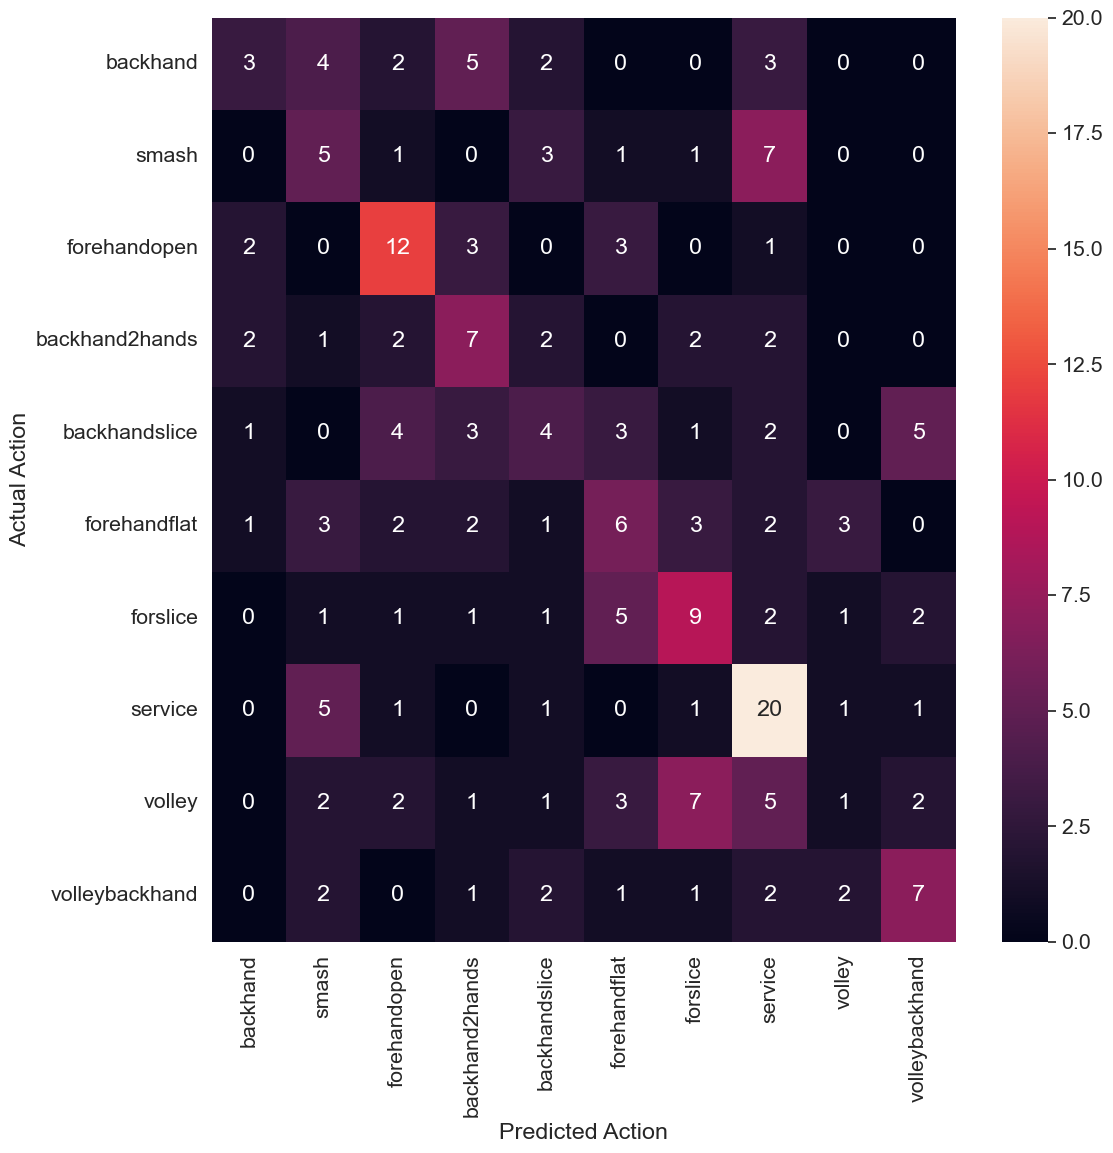 backhand 3 4 2 5 2 0 0 3 0 0
smash 0 5 1 0 3 1 1 7 0 0
forehandopen 2 0 12 3 0 3 0 1 0 0
backhand2hands 2 1 2 7 2 0 2 2 0 0
backhandslice 1 0 4 3 4 3 1 2 0 5
forehandflat 1 3 2 2 1 6 3 2 3 0
forslice 0 1 1 1 1 5 9 2 1 2
service 0 5 1 0 1 0 1 20 1 1
volley 0 2 2 1 1 3 7 5 1 2
volleybackhand 0 2 0 1 2 1 1 2 2 7
Actual Action
backhand
smash
forehandopen
backhand2hands
backhandslice
forehandflat
forslice
service
volley
volleybackhand
Predicted Action
20.0
17.5
15.0
12.5
10.0
7.5
5.0
2.5
0.0